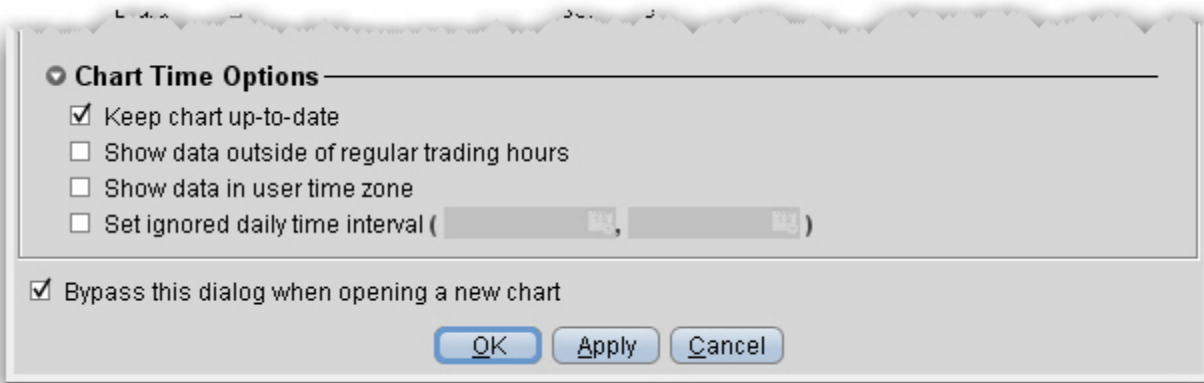 Chart Time Options
Keep chart up-to-date
Show data outside of regular trading hours
Show data in user time zone
Set ignored daily time interval ( , )
Bypass this dialog when opening a new chart
OK Apply Cancel